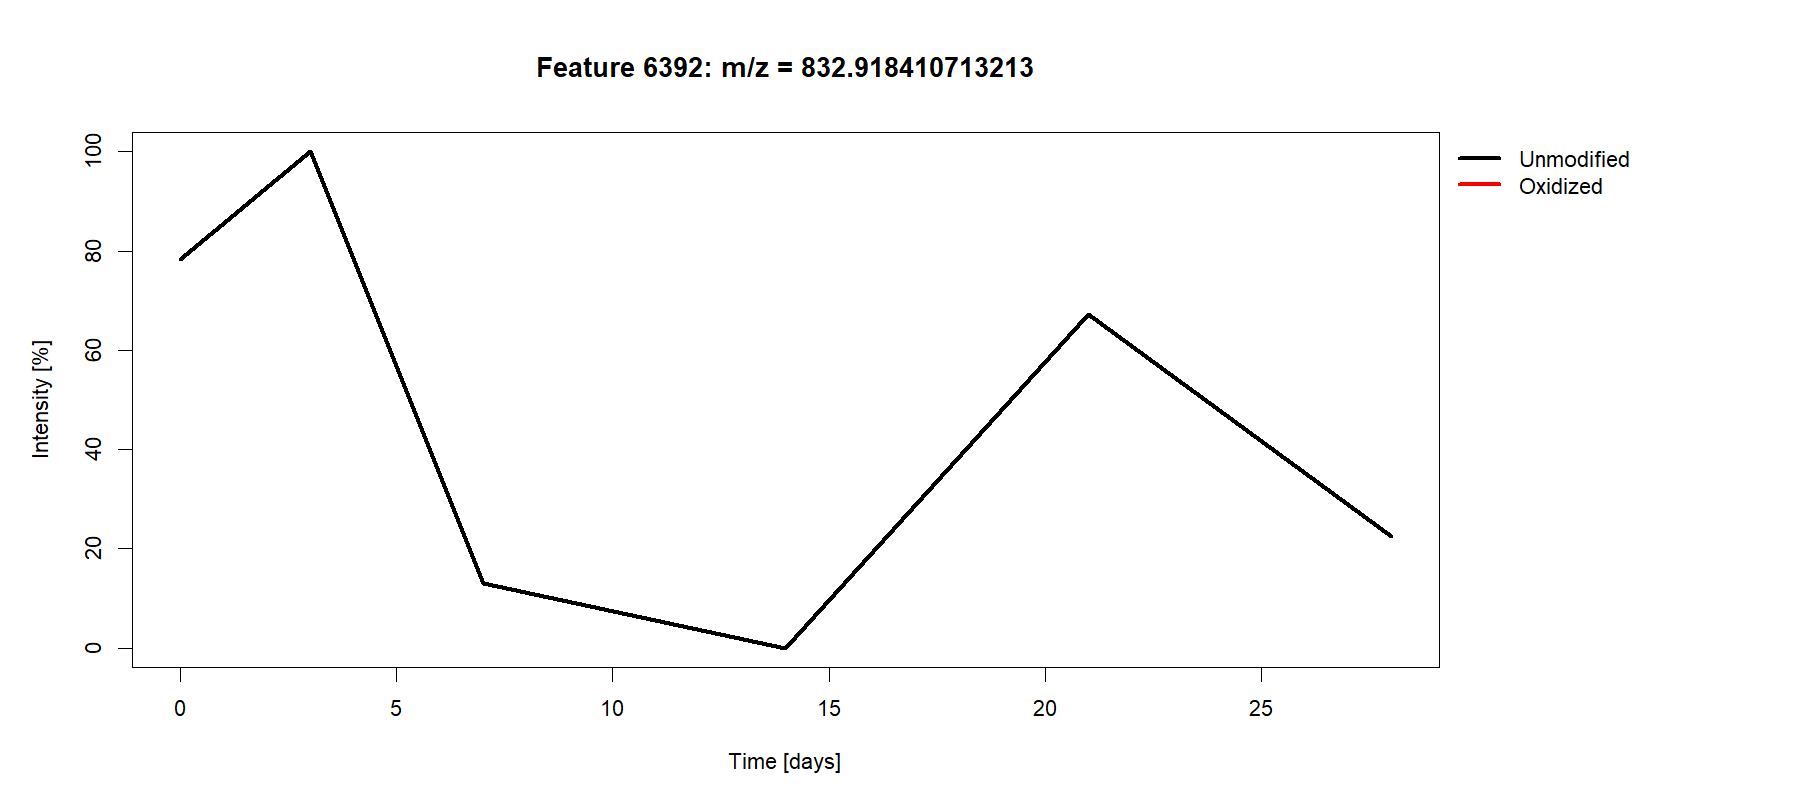 Feature 6392: m/z = 832.918410713213
Unmodified
Oxidized
Intensity [%]
100
80
60
40
20
0
0 5 10 15 20 25
Time [days]